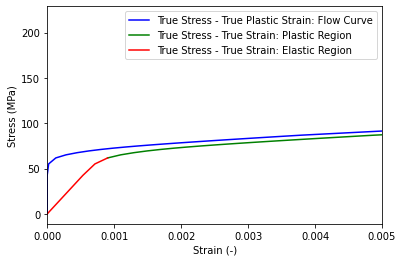 True Stress - True Plastic Strain: Flow Curve
True Stress - True Strain: Plastic Region
True Stress - True Strain: Elastic Region
Stress (MPa)
200
150
100
50
0
0.000 0.001 0.002 0.003 0.004 0.005
Strain (-)